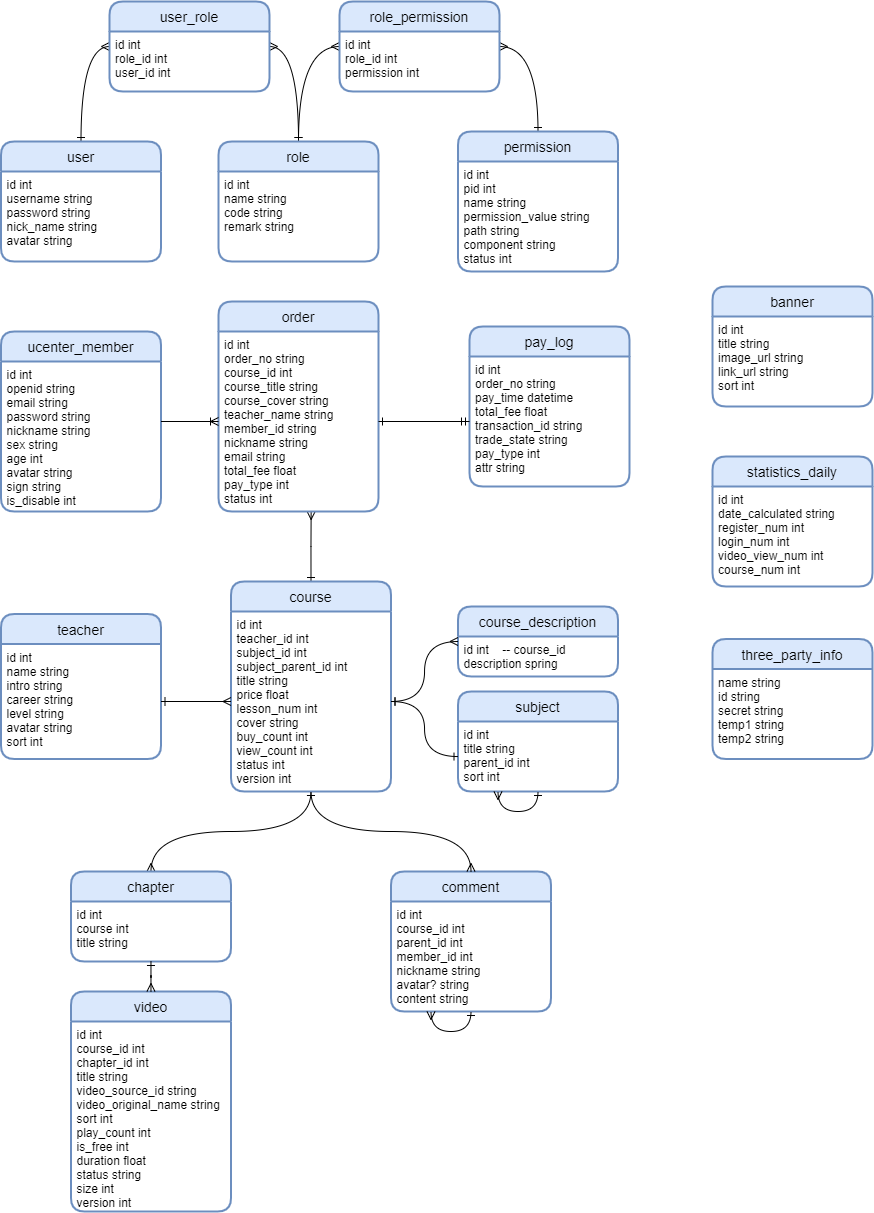 user_role
id int
role_id int
user_id int
role_permission
id int
role_id int
permission int
user
id int
username string
password string
nick_name string
avatar string
role
id int
name string
code string
remark string
permission
id int
pid int
name string
permission_value string
path string
component string
status int
banner
id int
title string
image_url string
link_url string
sort int
ucenter_member
id int
openid string
email string
password string
nickname string
sex string
age int
avatar string
sign string
is_disable int
order
id int
order_no string
course_id int
course_title string
course_cover string
teacher_name string
member_id string
nickname string
email string
total_fee float
pay_type int
status int
pay_log
id int
order_no string
pay_time datetime
total_fee float
transaction_id string
trade_state string
pay_type int
attr string
statistics_daily
id int
date_calculated string
register_num int
login_num int
video_view_num int
course_num int
teacher
id int
name string
intro string
career string
level string
avatar string
sort int
course
id int
teacher_id int
subject_id int
subject_parent_id int
title string
price float
lesson_num int
cover string
buy_count int
view_count int
status int
version int
course_description
id int    -- course_id
description spring
subject
id int
title string
parent_id int
sort int
three_party_info
name string
id string
secret string
temp1 string
temp2 string
chapter
id int
course int
title string
comment
id int
course_id int
parent_id int
member_id int
nickname string
avatar? string
content string
video
id int
course_id int
chapter_id int
title string
video_source_id string
video_original_name string
sort int
play_count int
is_free int
duration float
status string
size int
version int